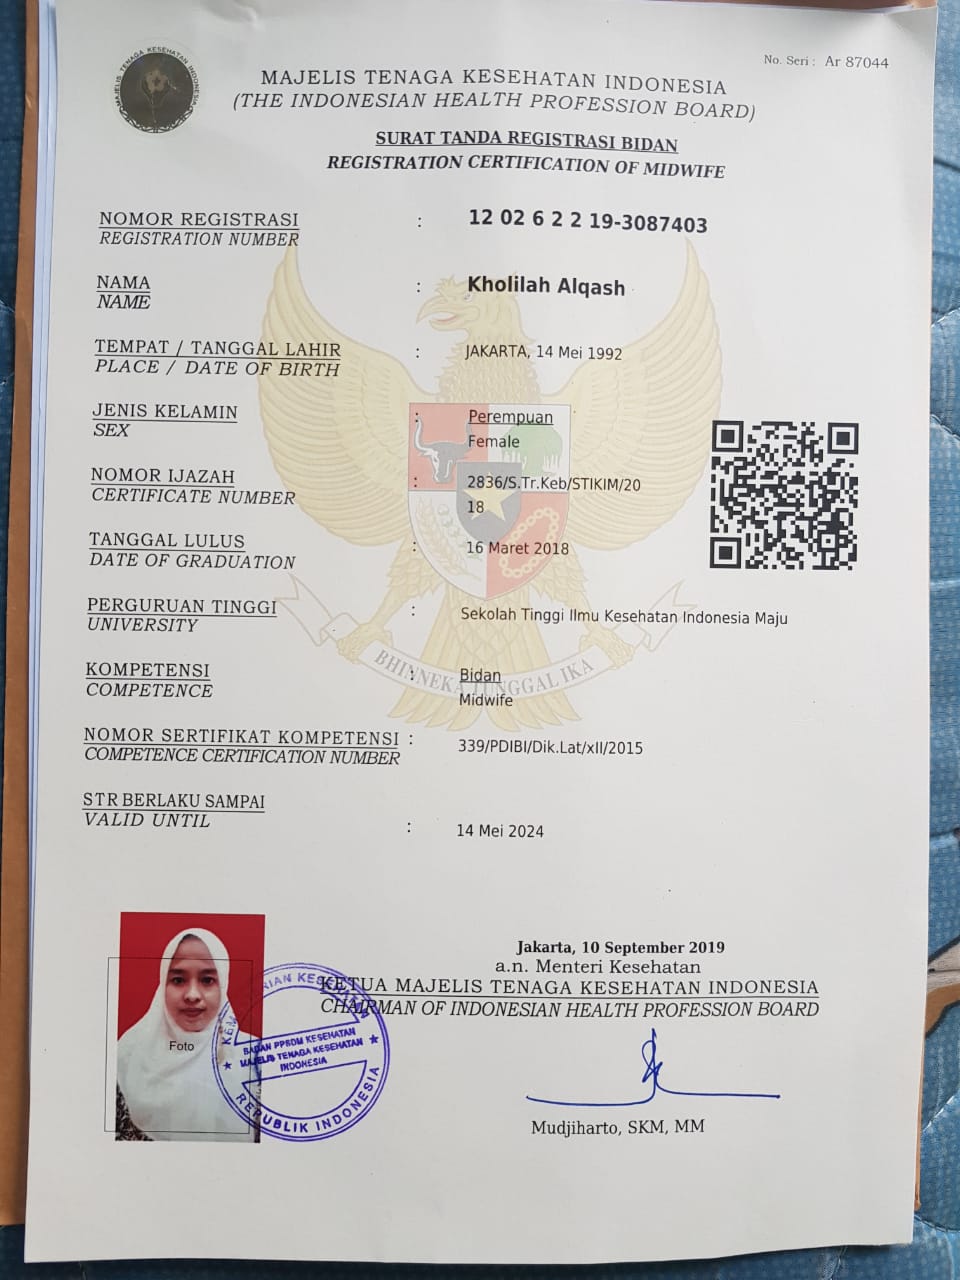 No. Seri : Ar 87044
MAJELIS TENAGA KESEHATAN INDONESIA
MAJELIS TENAGA KESEHATAN INDONESIA
(THE INDONESIAN HEALTH PROFESSION BOARD)
SURAT TANDA REGISTRASI BIDAN
REGISTRATION CERTIFICATION OF MIDWIFE
NOMOR REGISTRASI : 12 02 6 2 2 19-3087403
REGISTRATION NUMBER
NAMA : Kholilah Alqash
NAME
TEMPAT / TANGGAL LAHIR : JAKARTA, 14 Mei 1992
PLACE / DATE OF BIRTH
JENIS KELAMIN : Perempuan
SEX Female
NOMOR IJAZAH : 2836/S.Tr.Keb/STIKIM/20
CERTIFICATE NUMBER 18
TANGGAL LULUS : 16 Maret 2018
DATE OF GRADUATION
PERGURUAN TINGGI : Sekolah Tinggi Ilmu Kesehatan Indonesia Maju
UNIVERSITY
BHINNEKA TUNGGAL IKA
KOMPETENSI : Bidan
COMPETENCE Midwife
NOMOR SERTIFIKAT KOMPETENSI : 339/PDIBI/Dik.Lat/xII/2015
COMPETENCE CERTIFICATION NUMBER
STR BERLAKU SAMPAI
VALID UNTIL : 14 Mei 2024
Jakarta, 10 September 2019
a.n. Menteri Kesehatan
KETUA MAJELIS TENAGA KESEHATAN INDONESIA
CHAIRMAN OF INDONESIAN HEALTH PROFESSION BOARD
Foto
KEMENTERIAN KESEHATAN
BADAN PPSDM KESEHATAN
MAJELIS TENAGA KESEHATAN
INDONESIA
REPUBLIK INDONESIA
Mudjiharto, SKM, MM